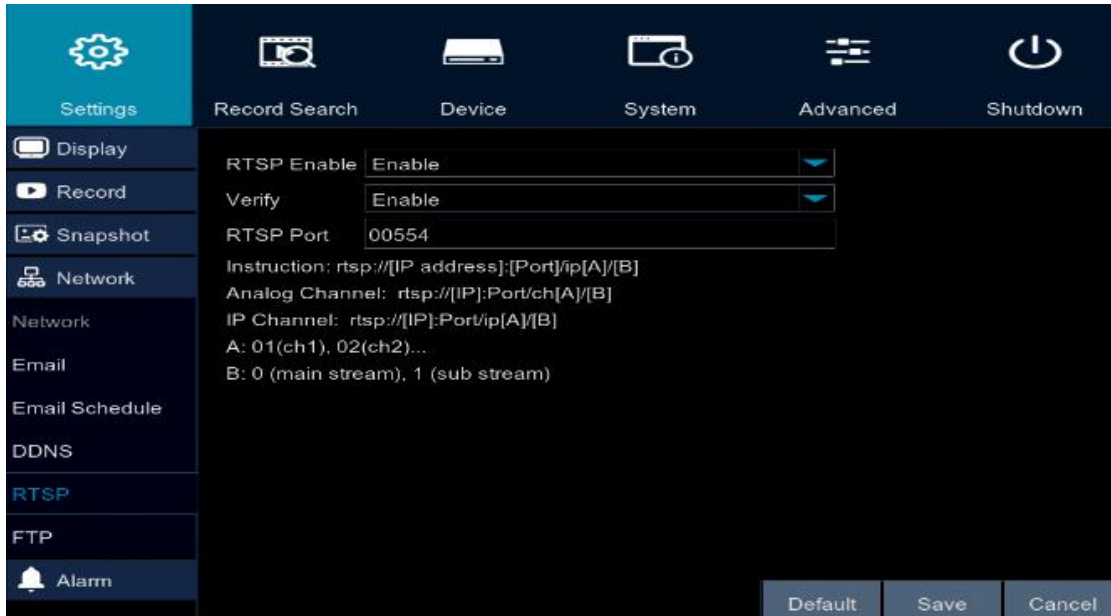 Settings
Record Search
Device
System
Advanced
Shutdown
Display
Record
Snapshot
Network
Network
Email
Email Schedule
DDNS
RTSP
FTP
Alarm
RTSP Enable Enable
Verify Enable
RTSP Port 00554
Instruction: rtsp://[IP address]:[Port]/ip[A]/[B]
Analog Channel: rtsp://[IP]:Port/ch[A]/[B]
IP Channel: rtsp://[IP]:Port/ip[A]/[B]
A: 01(ch1), 02(ch2)...
B: 0 (main stream), 1 (sub stream)
Default
Save
Cancel